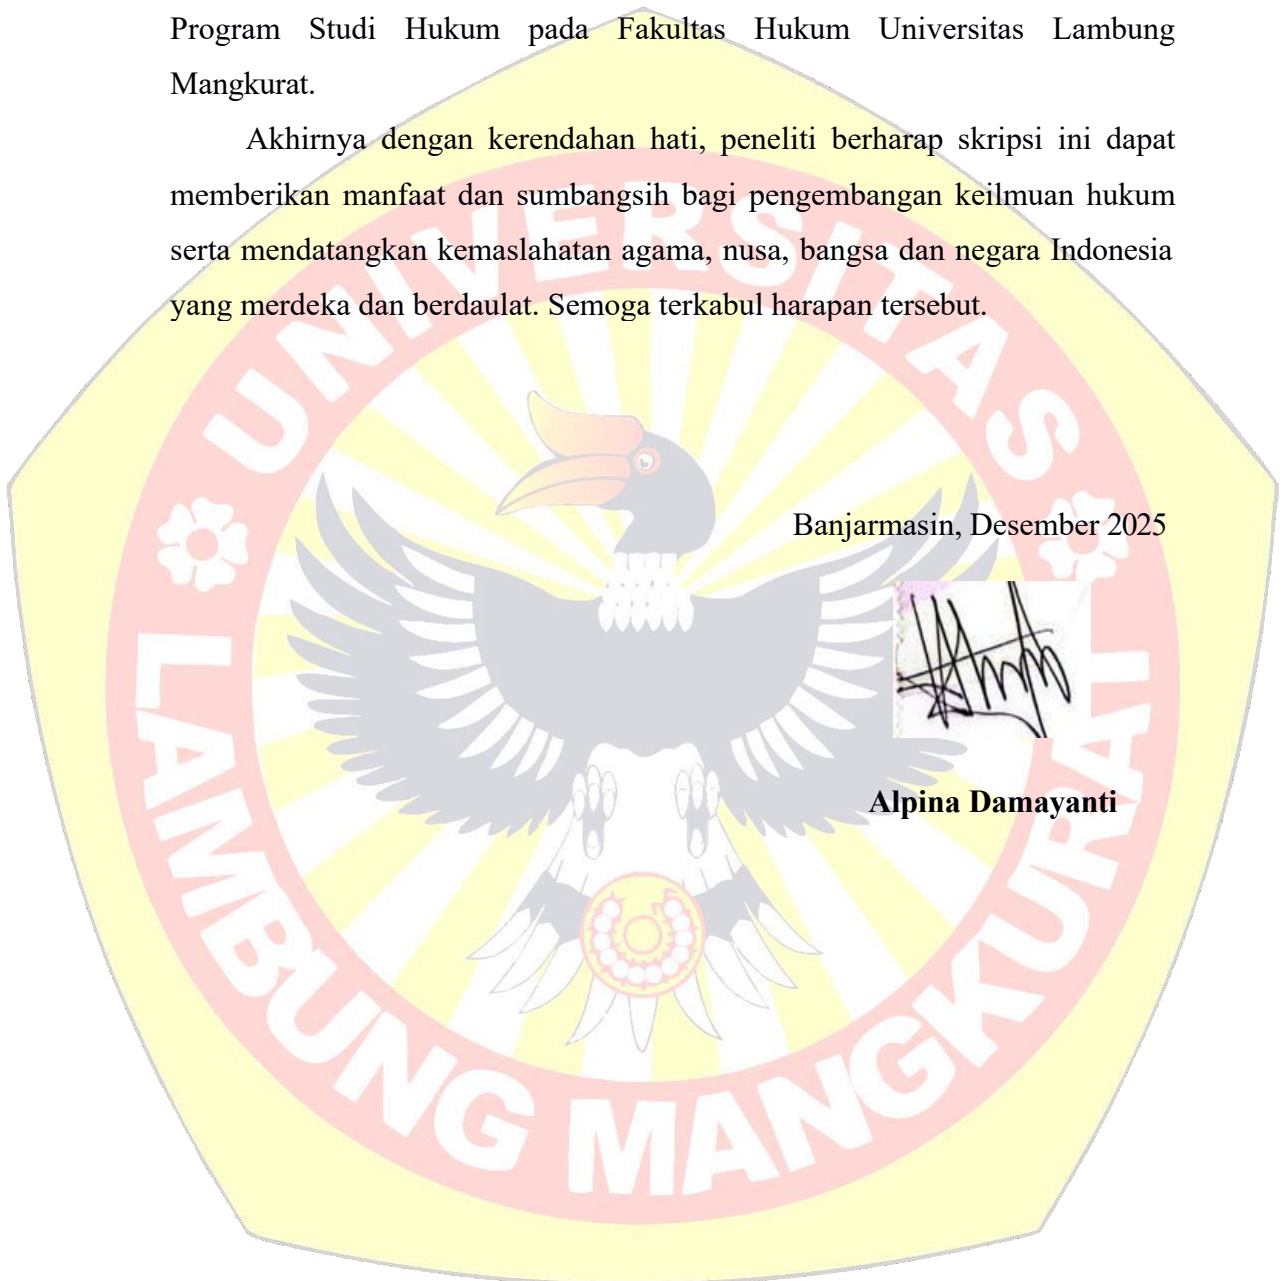 Program Studi Hukum pada Fakultas Hukum Universitas Lambung
Mangkurat.
Akhirnya dengan kerendahan hati, peneliti berharap skripsi ini dapat
memberikan manfaat dan sumbangsih bagi pengembangan keilmuan hukum
serta mendatangkan kemaslahatan agama, nusa, bangsa dan negara Indonesia
yang merdeka dan berdaulat. Semoga terkabul harapan tersebut.
UNIVERSITAS
Banjarmasin, Desember 2025
Alpina Damayanti
LAMBUNG MANGKURAT